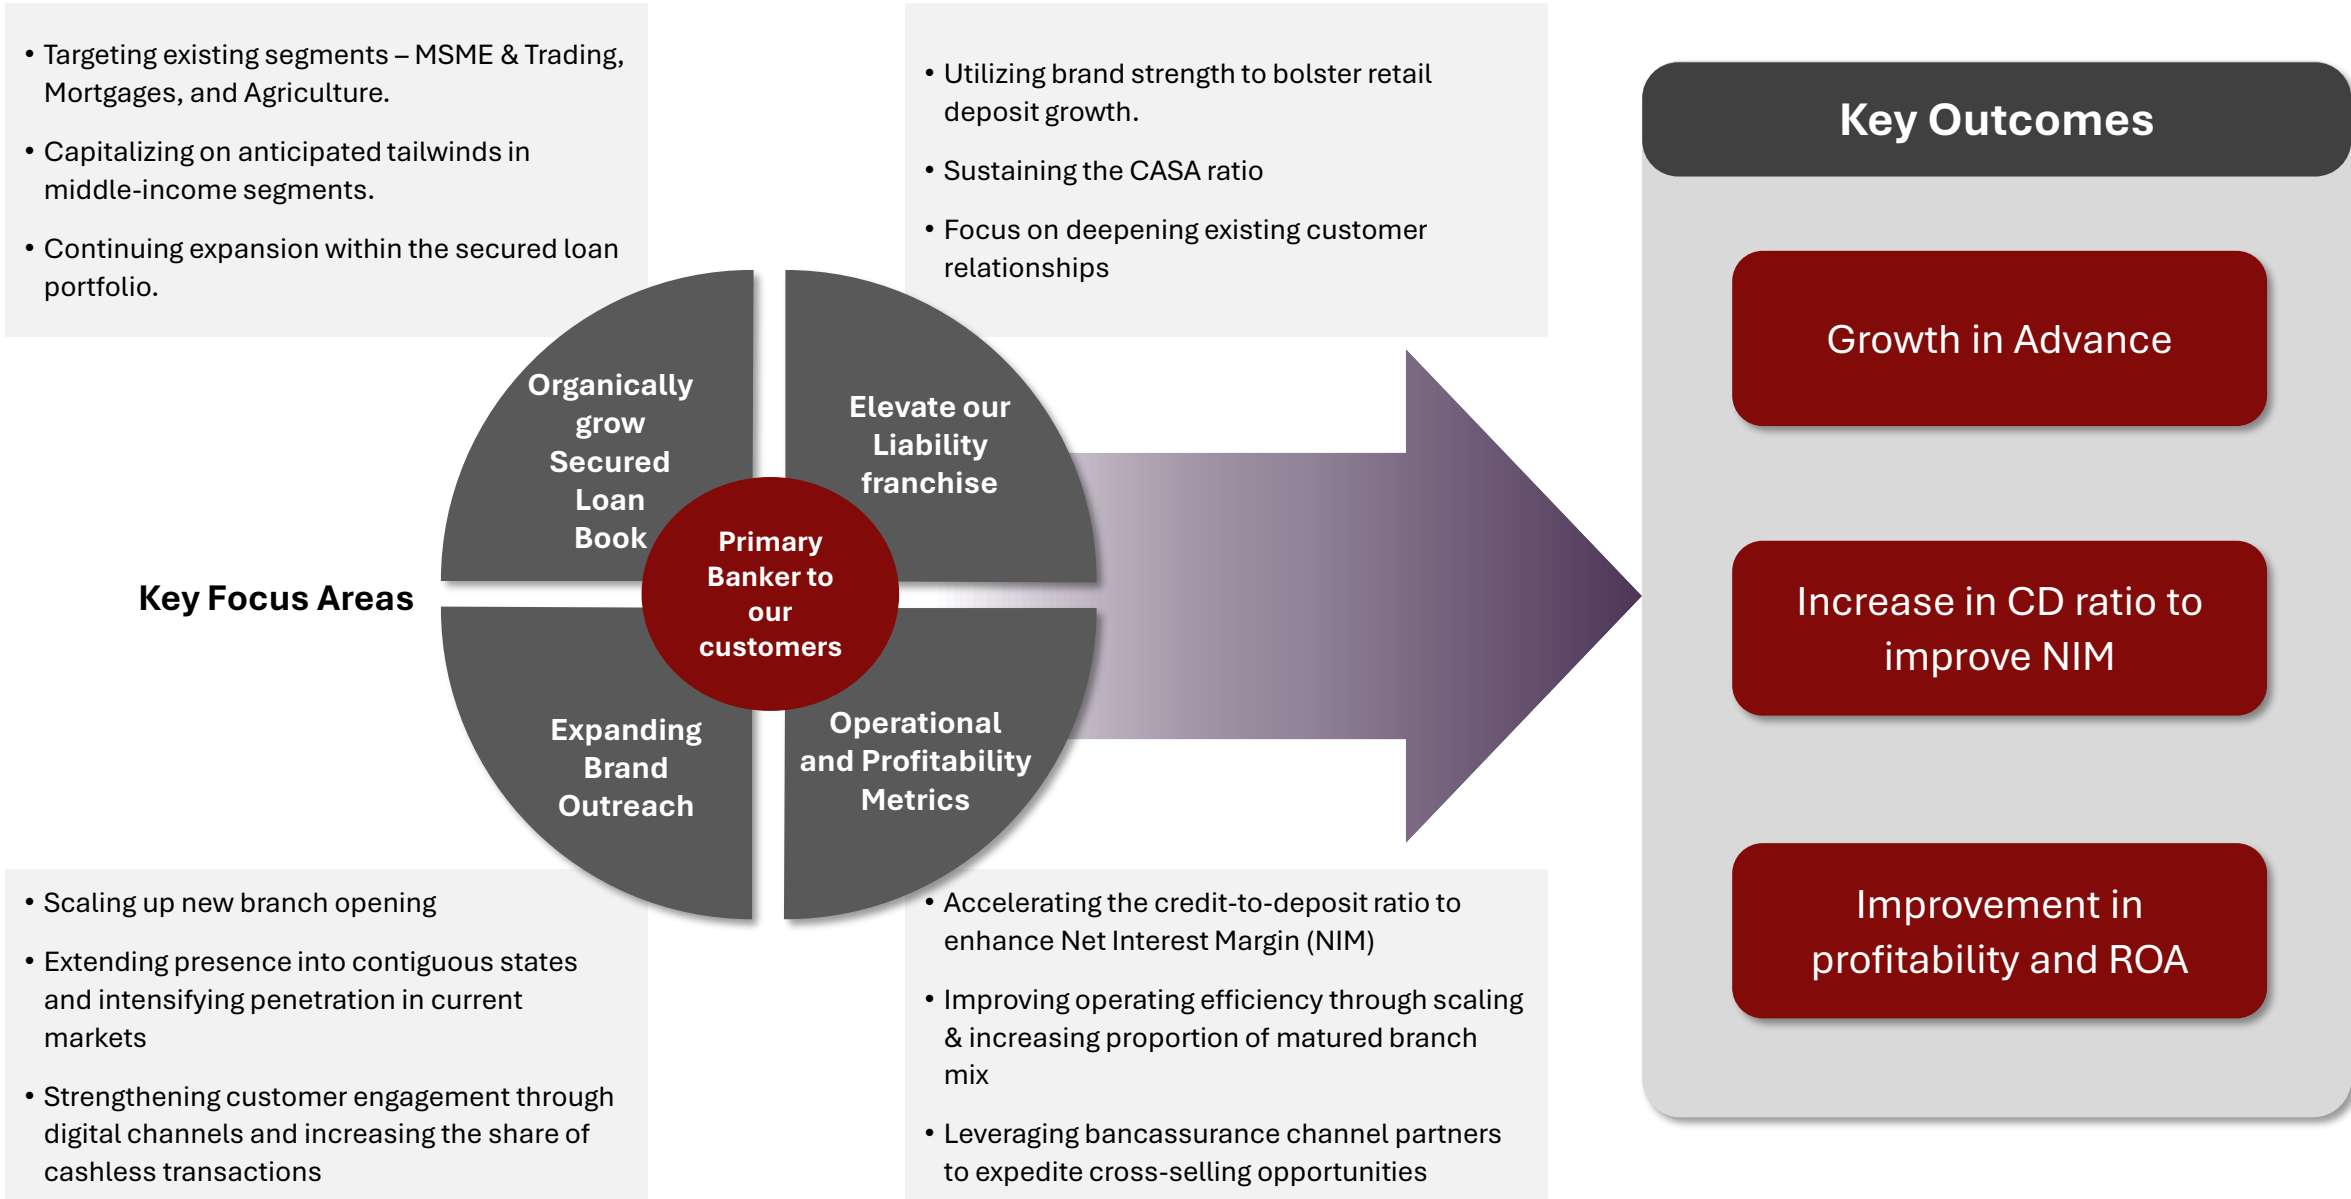 • Targeting existing segments – MSME & Trading,
Mortgages, and Agriculture.
• Capitalizing on anticipated tailwinds in
middle-income segments.
• Continuing expansion within the secured loan
portfolio.
• Utilizing brand strength to bolster retail
deposit growth.
• Sustaining the CASA ratio
• Focus on deepening existing customer
relationships
Key Focus Areas
Organically
grow
Secured
Loan
Book
Elevate our
Liability
franchise
Primary
Banker to
our
customers
Expanding
Brand
Outreach
Operational
and Profitability
Metrics
• Scaling up new branch opening
• Extending presence into contiguous states
and intensifying penetration in current
markets
• Strengthening customer engagement through
digital channels and increasing the share of
cashless transactions
• Accelerating the credit-to-deposit ratio to
enhance Net Interest Margin (NIM)
• Improving operating efficiency through scaling
& increasing proportion of matured branch
mix
• Leveraging bancassurance channel partners
to expedite cross-selling opportunities
Key Outcomes
Growth in Advance
Increase in CD ratio to
improve NIM
Improvement in
profitability and ROA